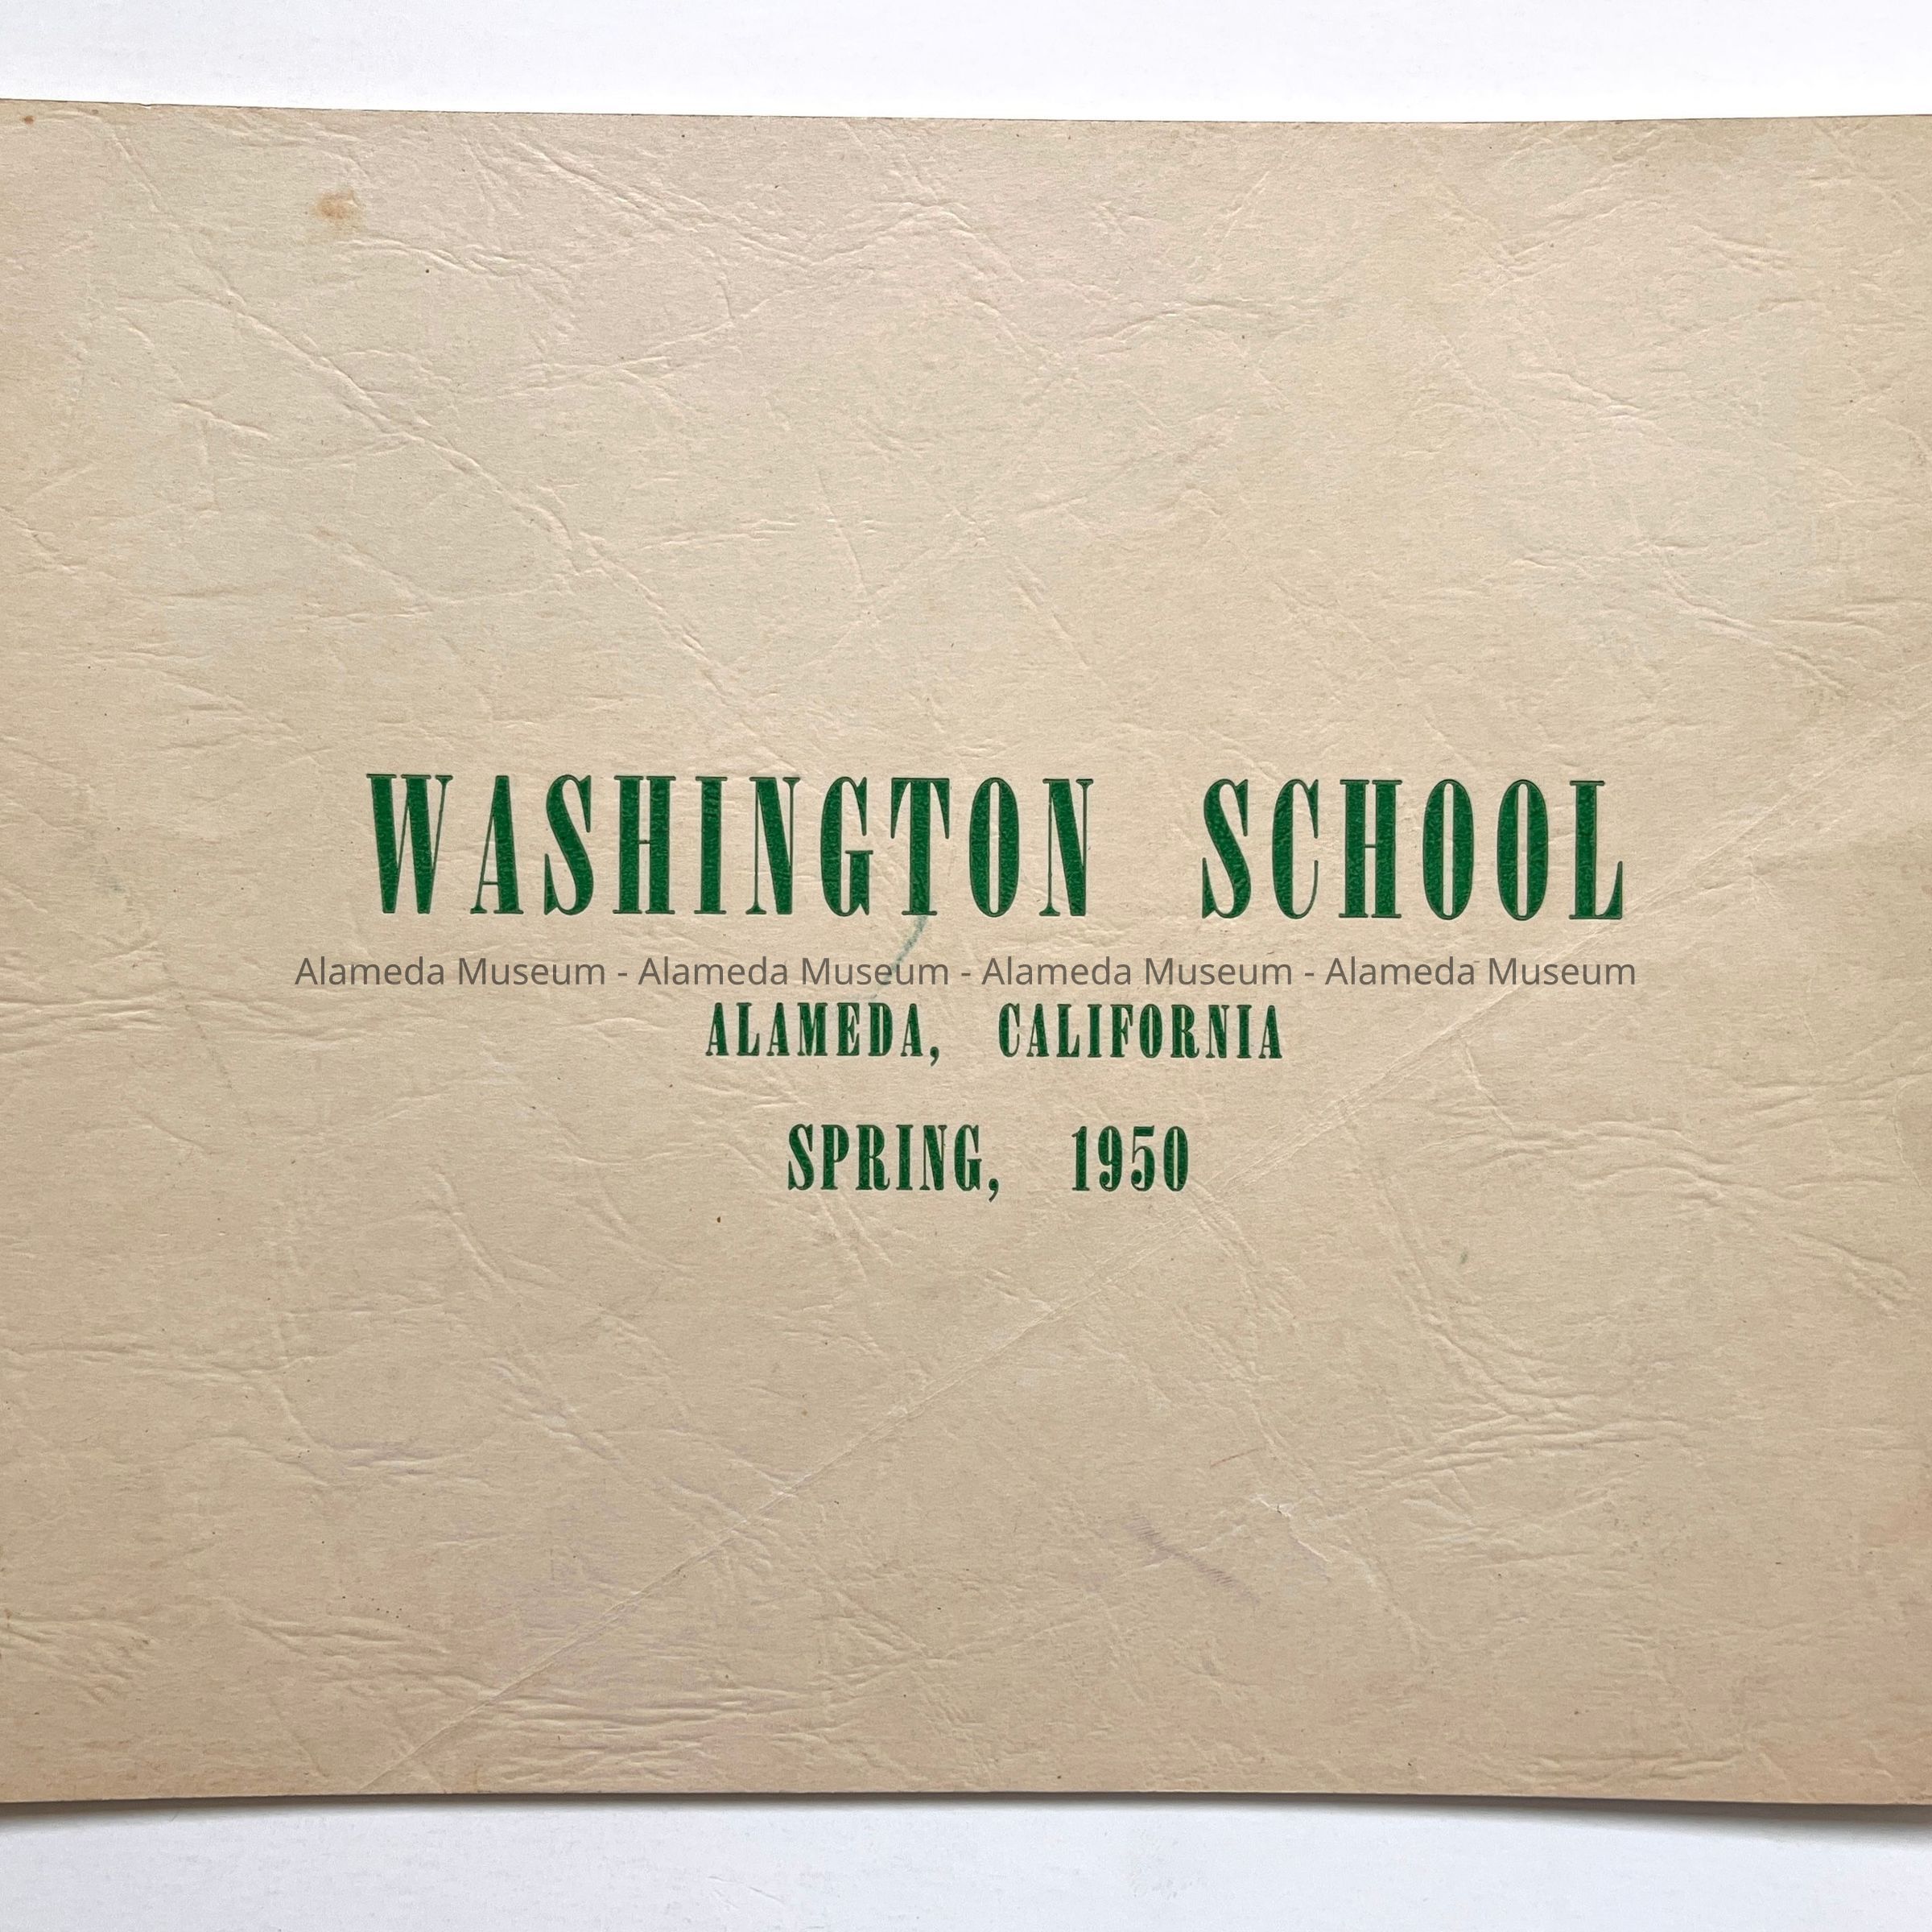 WASHINGTON SCHOOL
Alameda Museum - Alameda Museum - Alameda Museum - Alameda Museum
ALAMEDA, CALIFORNIA
SPRING, 1950